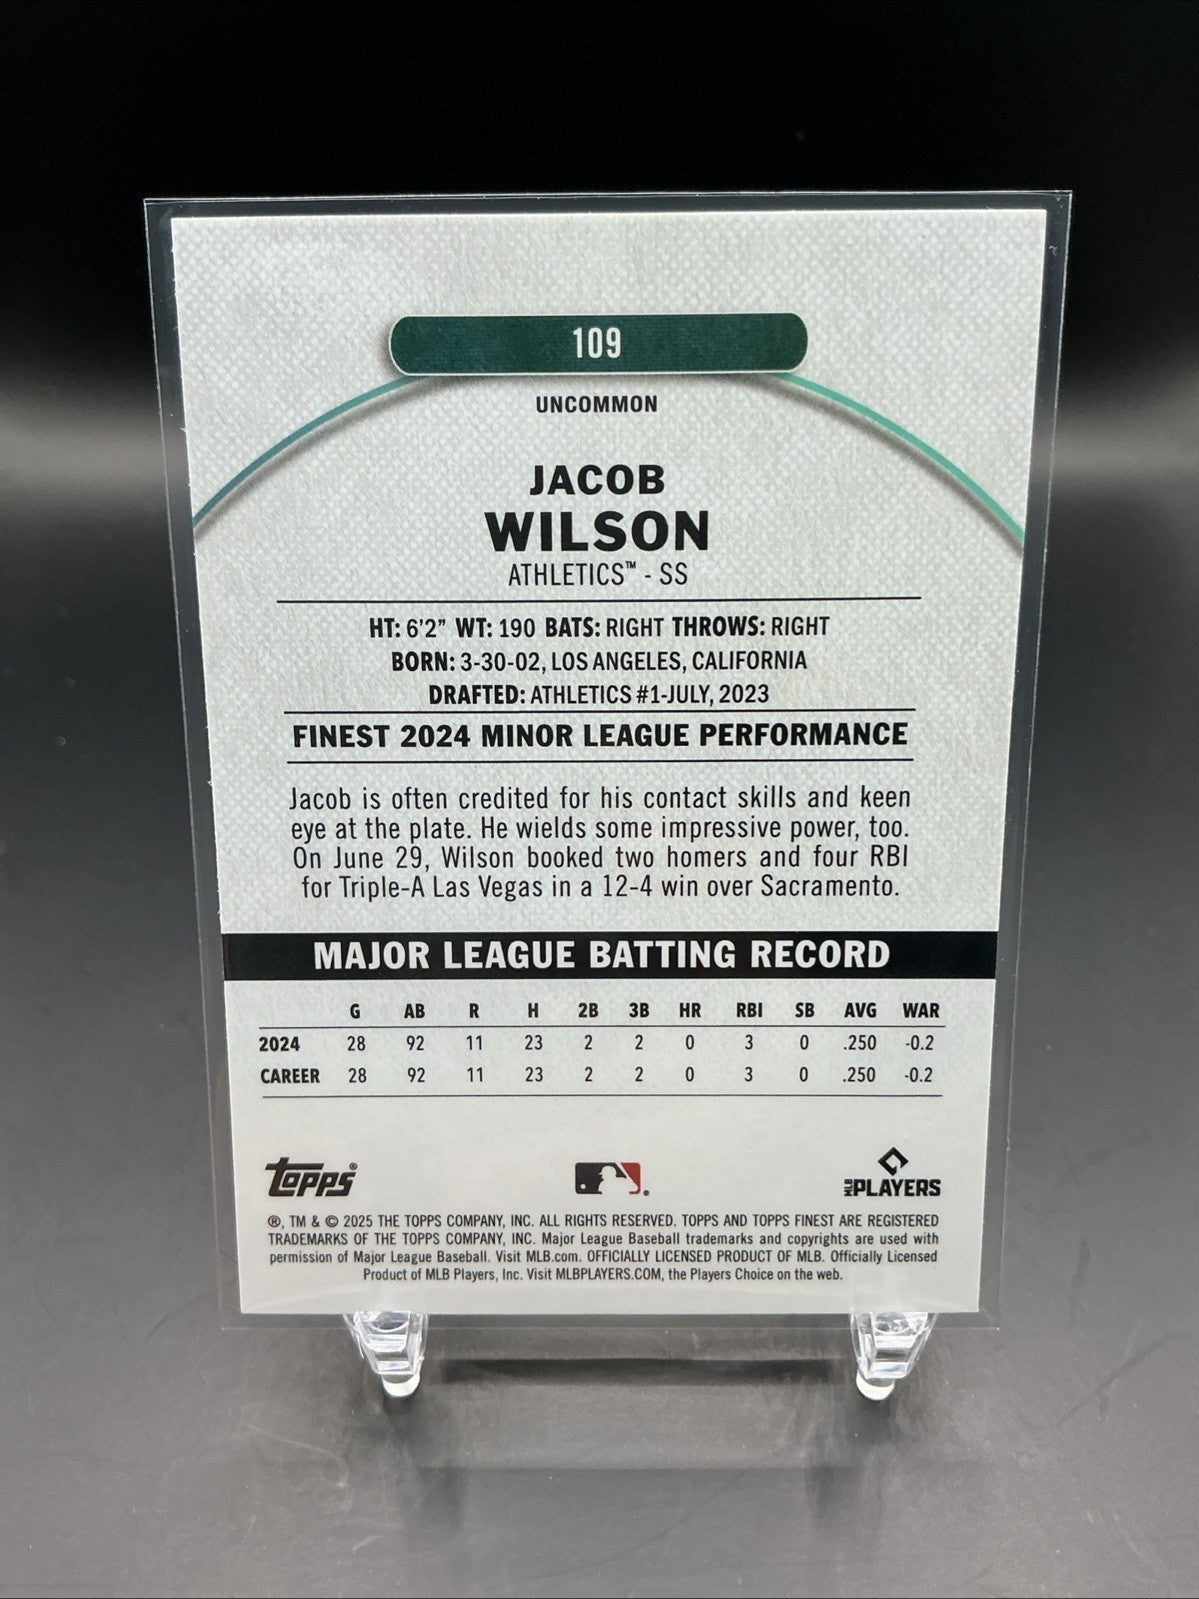 109
UNCOMMON
JACOB
WILSON
ATHLETICS™ - SS
HT: 6'2" WT: 190 BATS: RIGHT THROWS: RIGHT
BORN: 3-30-02, LOS ANGELES, CALIFORNIA
DRAFTED: ATHLETICS #1-JULY, 2023
FINEST 2024 MINOR LEAGUE PERFORMANCE
Jacob is often credited for his contact skills and keen
eye at the plate. He wields some impressive power, too.
On June 29, Wilson booked two homers and four RBI
for Triple-A Las Vegas in a 12-4 win over Sacramento.
MAJOR LEAGUE BATTING RECORD
G AB R H 2B 3B HR RBI SB AVG WAR
2024 28 92 11 23 2 2 0 3 0 .250 -0.2
CAREER 28 92 11 23 2 2 0 3 0 .250 -0.2
topps® MLB PLAYERS
®, TM & © 2025 THE TOPPS COMPANY, INC. ALL RIGHTS RESERVED. TOPPS AND TOPPS FINEST ARE REGISTERED
TRADEMARKS OF THE TOPPS COMPANY, INC. Major League Baseball trademarks and copyrights are used with
permission of Major League Baseball. Visit MLB.com. OFFICIALLY LICENSED PRODUCT OF MLB. Officially Licensed
Product of MLB Players, Inc. Visit MLBPLAYERS.COM, the Players Choice on the web.